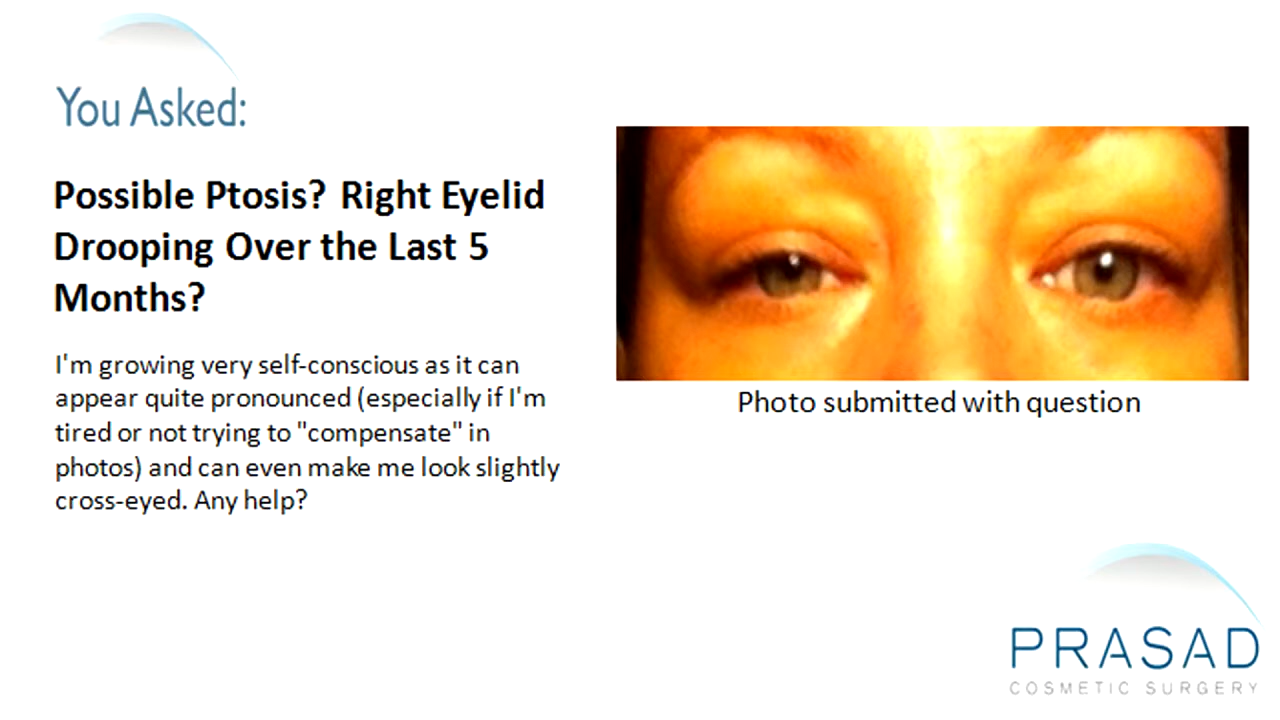 You Asked:
Possible Ptosis? Right Eyelid
Drooping Over the Last 5
Months?
I'm growing very self-conscious as it can
appear quite pronounced (especially if I'm
tired or not trying to "compensate" in
photos) and can even make me look slightly
cross-eyed. Any help?
Photo submitted with question
PRASAD
COSMETIC SURGERY